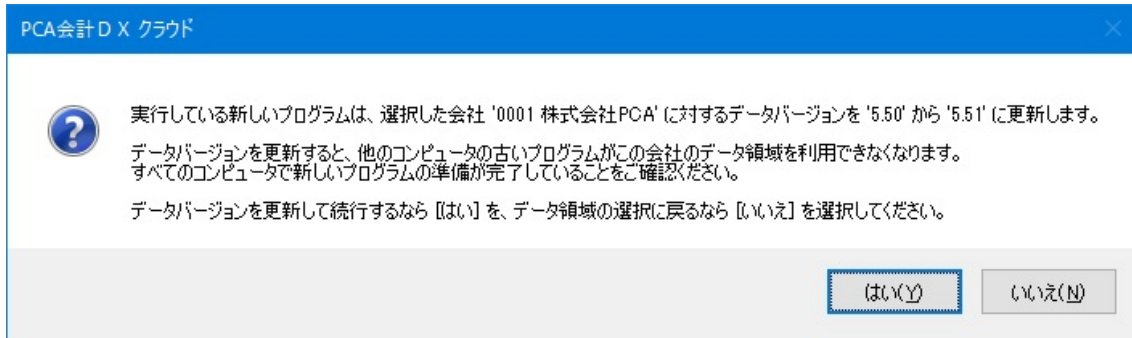 PCA会計ＤＸ クラウド
実行している新しいプログラムは、選択した会社 '0001 株式会社PCA' に対するデータバージョンを '5.50' から '5.51' に更新します。
データバージョンを更新すると、他のコンピュータの古いプログラムがこの会社のデータ領域を利用できなくなります。
すべてのコンピュータで新しいプログラムの準備が完了していることをご確認ください。
データバージョンを更新して続行するなら [はい] を、データ領域の選択に戻るなら [いいえ] を選択してください。
はい(Y)
いいえ(N)